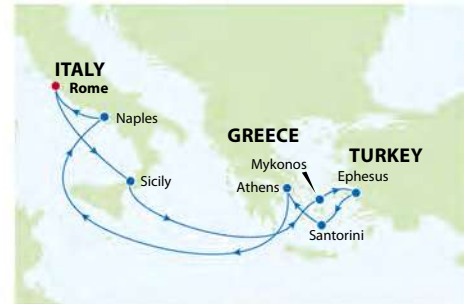 ITALY
Rome
Naples
GREECE
Mykonos
TURKEY
Sicily
Athens
Ephesus
Santorini